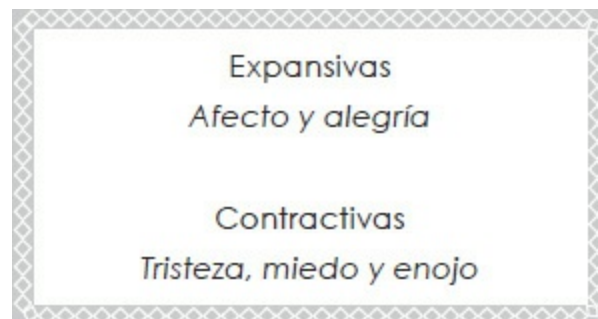 Expansivas
Afecto y alegría
Contractivas
Tristeza, miedo y enojo